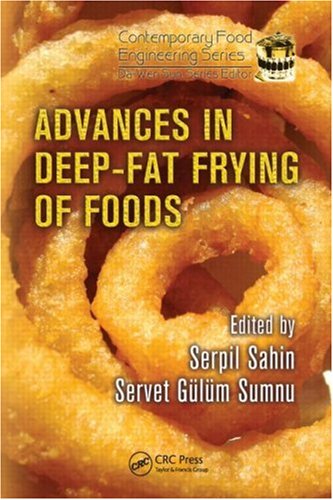 Contemporary Food
Engineering Series
Da-Wen Sun, Series Editor
ADVANCES IN
DEEP-FAT FRYING
OF FOODS
Edited by
Serpil Sahin
Servet Gülüm Sumnu
CRC
CRC Press
Taylor & Francis Group